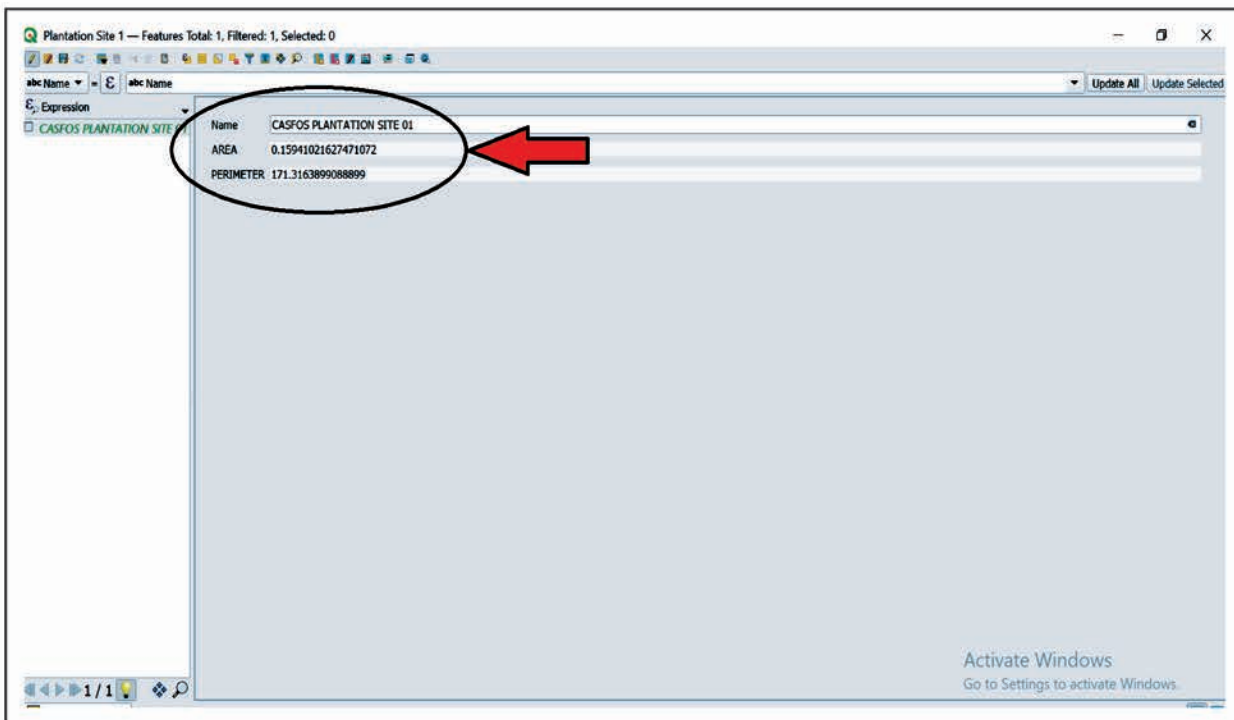 Plantation Site 1 — Features Total: 1, Filtered: 1, Selected: 0
abc Name = ε abc Name Update All Update Selected
ε Expression
CASFOS PLANTATION SITE 01
Name CASFOS PLANTATION SITE 01
AREA 0.15941021627471072
PERIMETER 171.3163899088899
Activate Windows
Go to Settings to activate Windows.
1 / 1